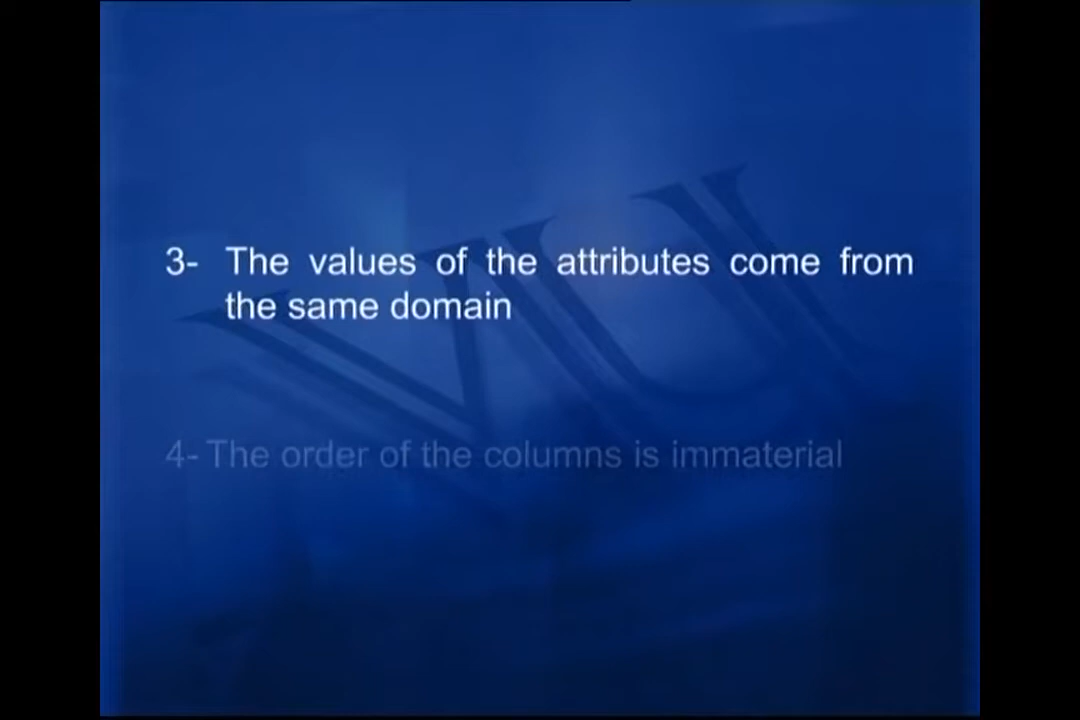 3- The values of the attributes come from
the same domain
4- The order of the columns is immaterial
VU